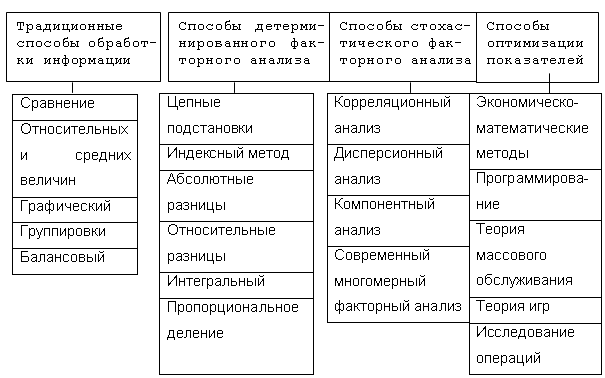 Традиционные
способы обработ-
ки информации
Сравнение
Относительных
и средних
величин
Графический
Группировки
Балансовый
Способы детерми-
нированного фак-
торного анализа
Цепные
подстановки
Индексный метод
Абсолютные
разницы
Относительные
разницы
Интегральный
Пропорциональное
деление
Способы стохас-
тического фак-
торного анализа
Корреляционный
анализ
Дисперсионный
анализ
Компонентный
анализ
Современный
многомерный
факторный анализ
Способы
оптимизации
показателей
Экономическо-
математические
методы
Программирова-
ние
Теория
массового
обслуживания
Теория игр
Исследование
операций